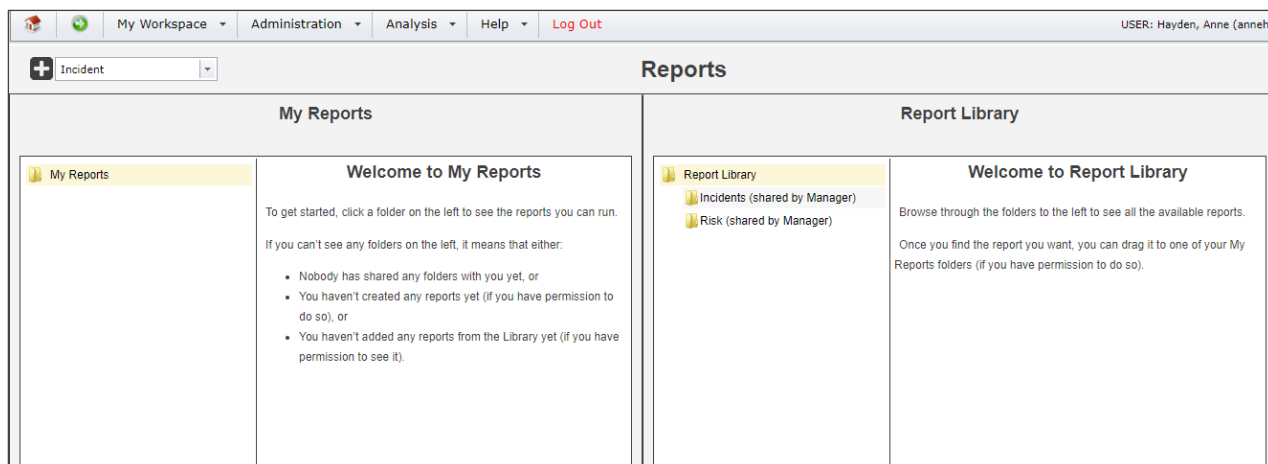 My Workspace Administration Analysis Help Log Out USER: Hayden, Anne (anneh
Incident
Reports
My Reports
My Reports
Welcome to My Reports
To get started, click a folder on the left to see the reports you can run.
If you can't see any folders on the left, it means that either:
• Nobody has shared any folders with you yet, or
• You haven't created any reports yet (if you have permission to
do so), or
• You haven't added any reports from the Library yet (if you have
permission to see it).
Report Library
Report Library
Incidents (shared by Manager)
Risk (shared by Manager)
Welcome to Report Library
Browse through the folders to the left to see all the available reports.
Once you find the report you want, you can drag it to one of your My
Reports folders (if you have permission to do so).